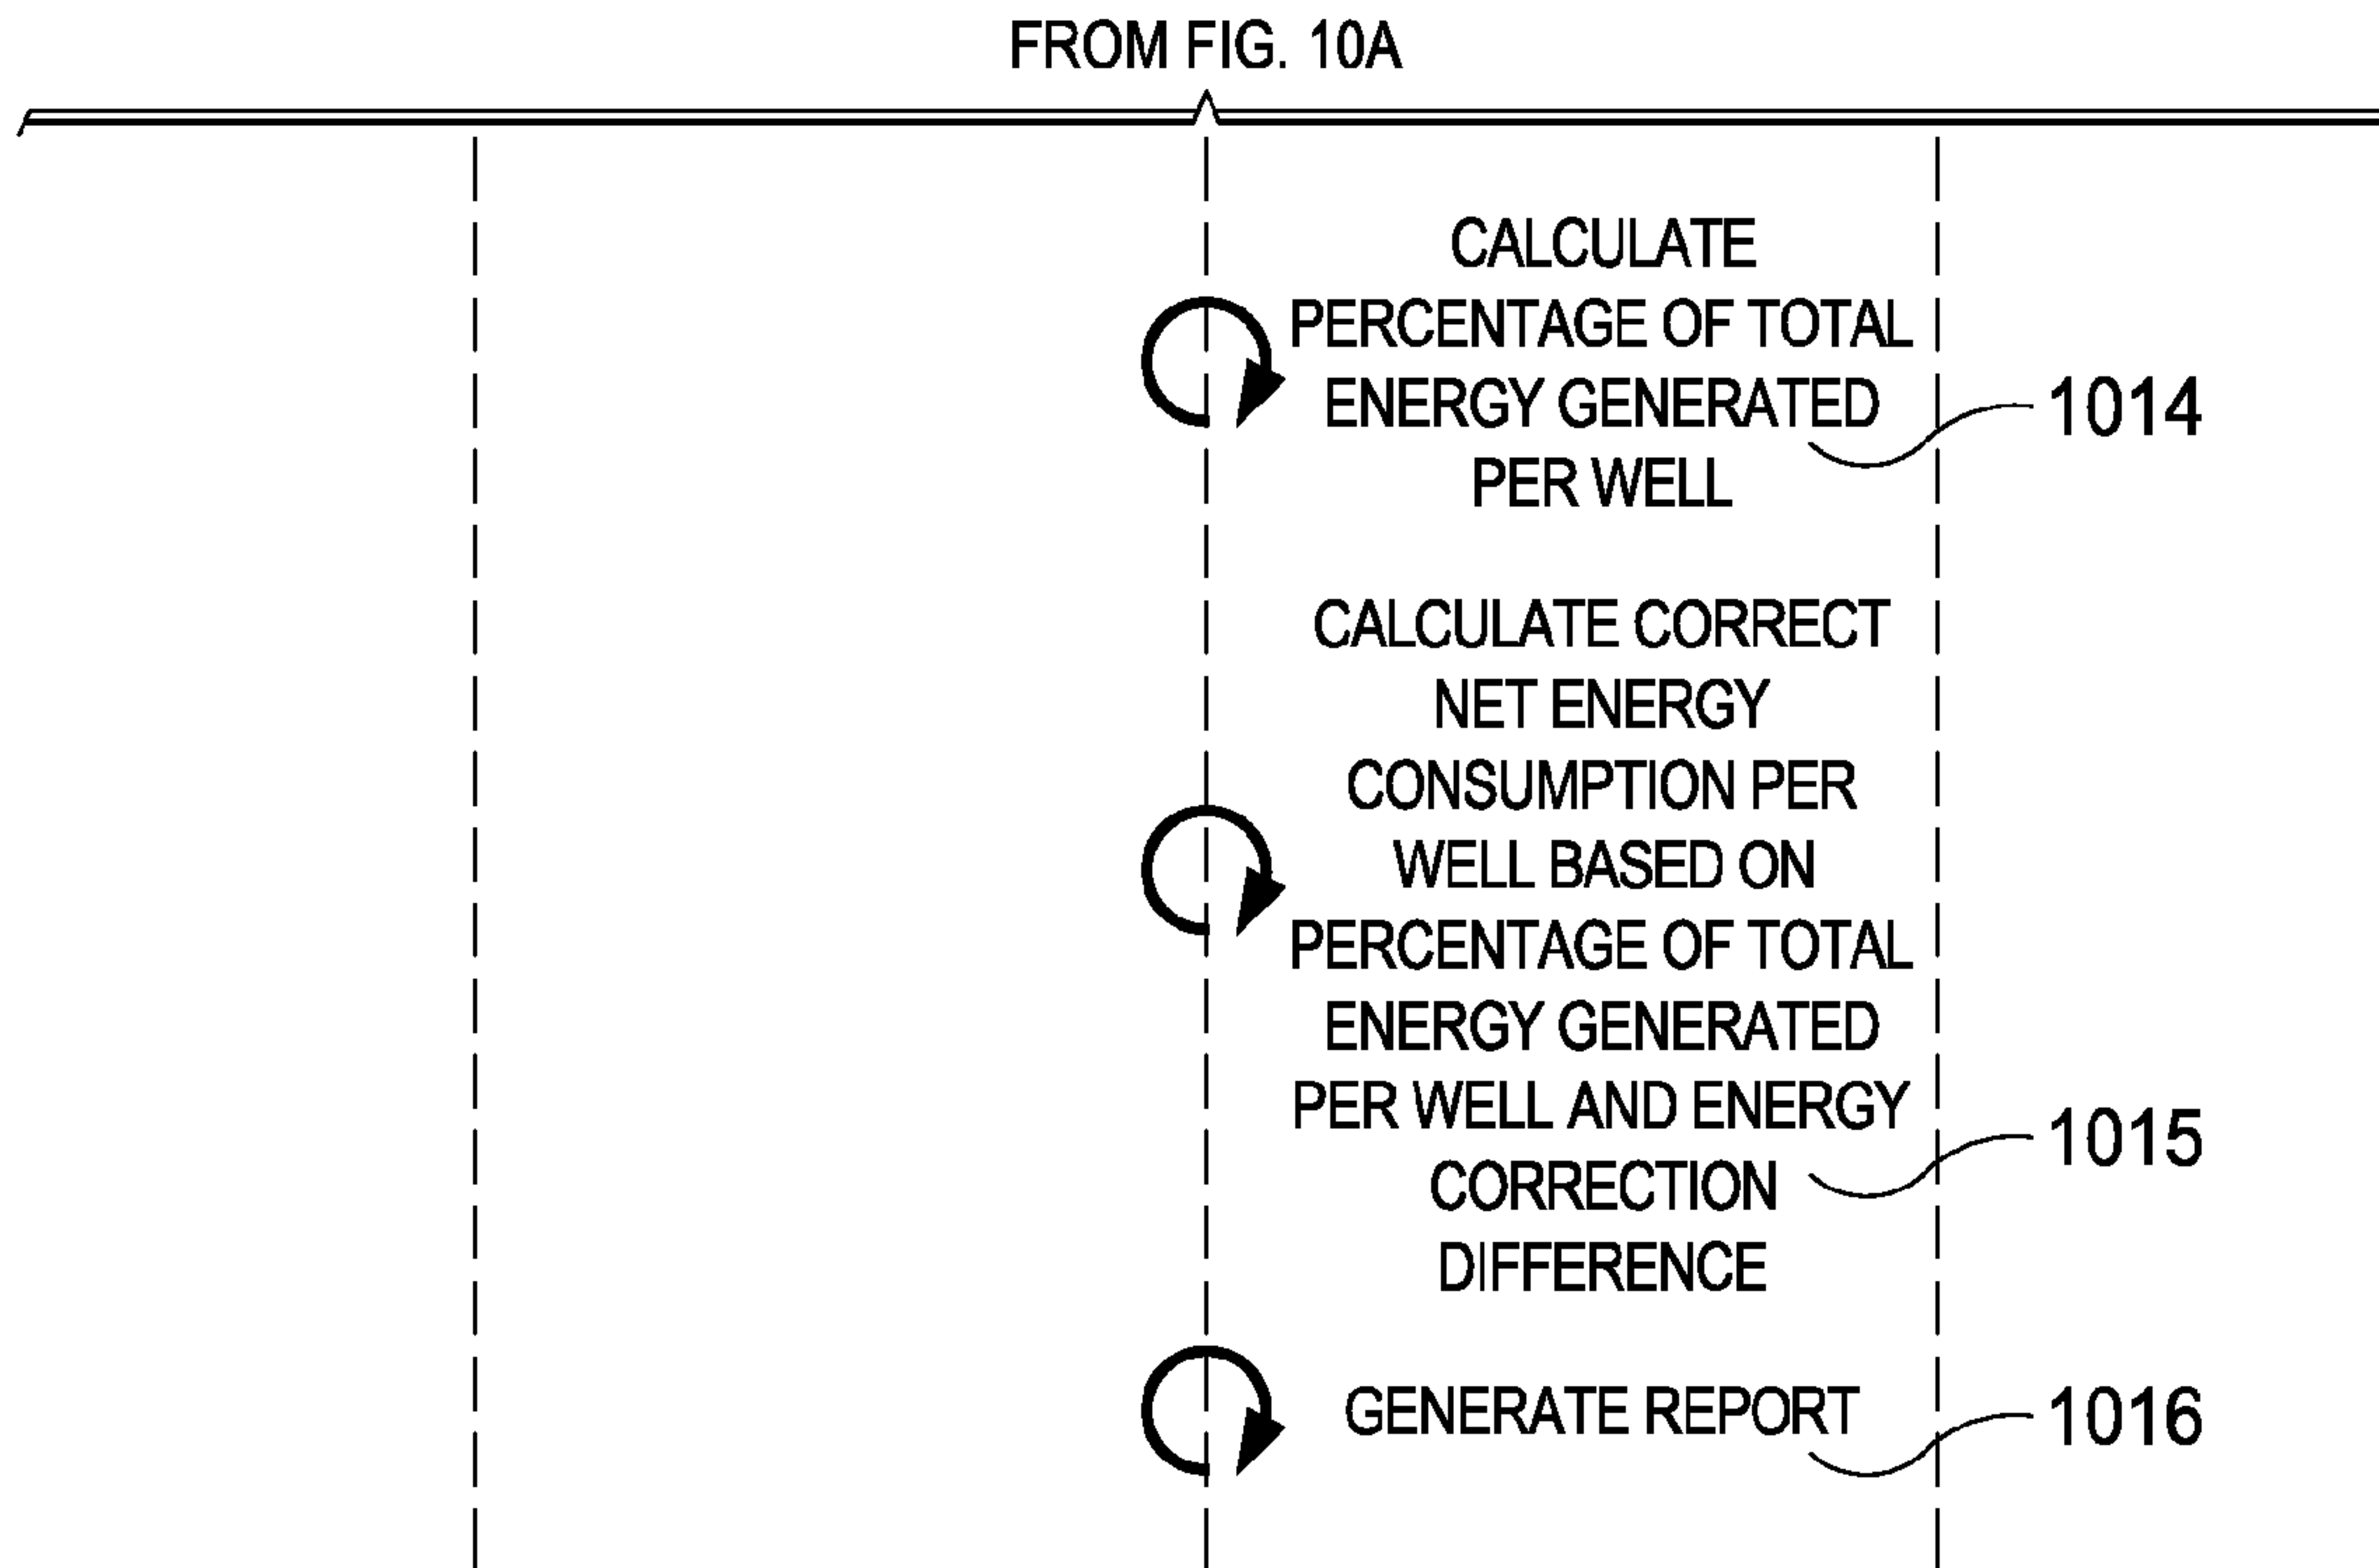 FROM FIG. 10A
CALCULATE
PERCENTAGE OF TOTAL
ENERGY GENERATED
PER WELL
1014
CALCULATE CORRECT
NET ENERGY
CONSUMPTION PER
WELL BASED ON
PERCENTAGE OF TOTAL
ENERGY GENERATED
PER WELL AND ENERGY
CORRECTION
DIFFERENCE
1015
GENERATE REPORT
1016